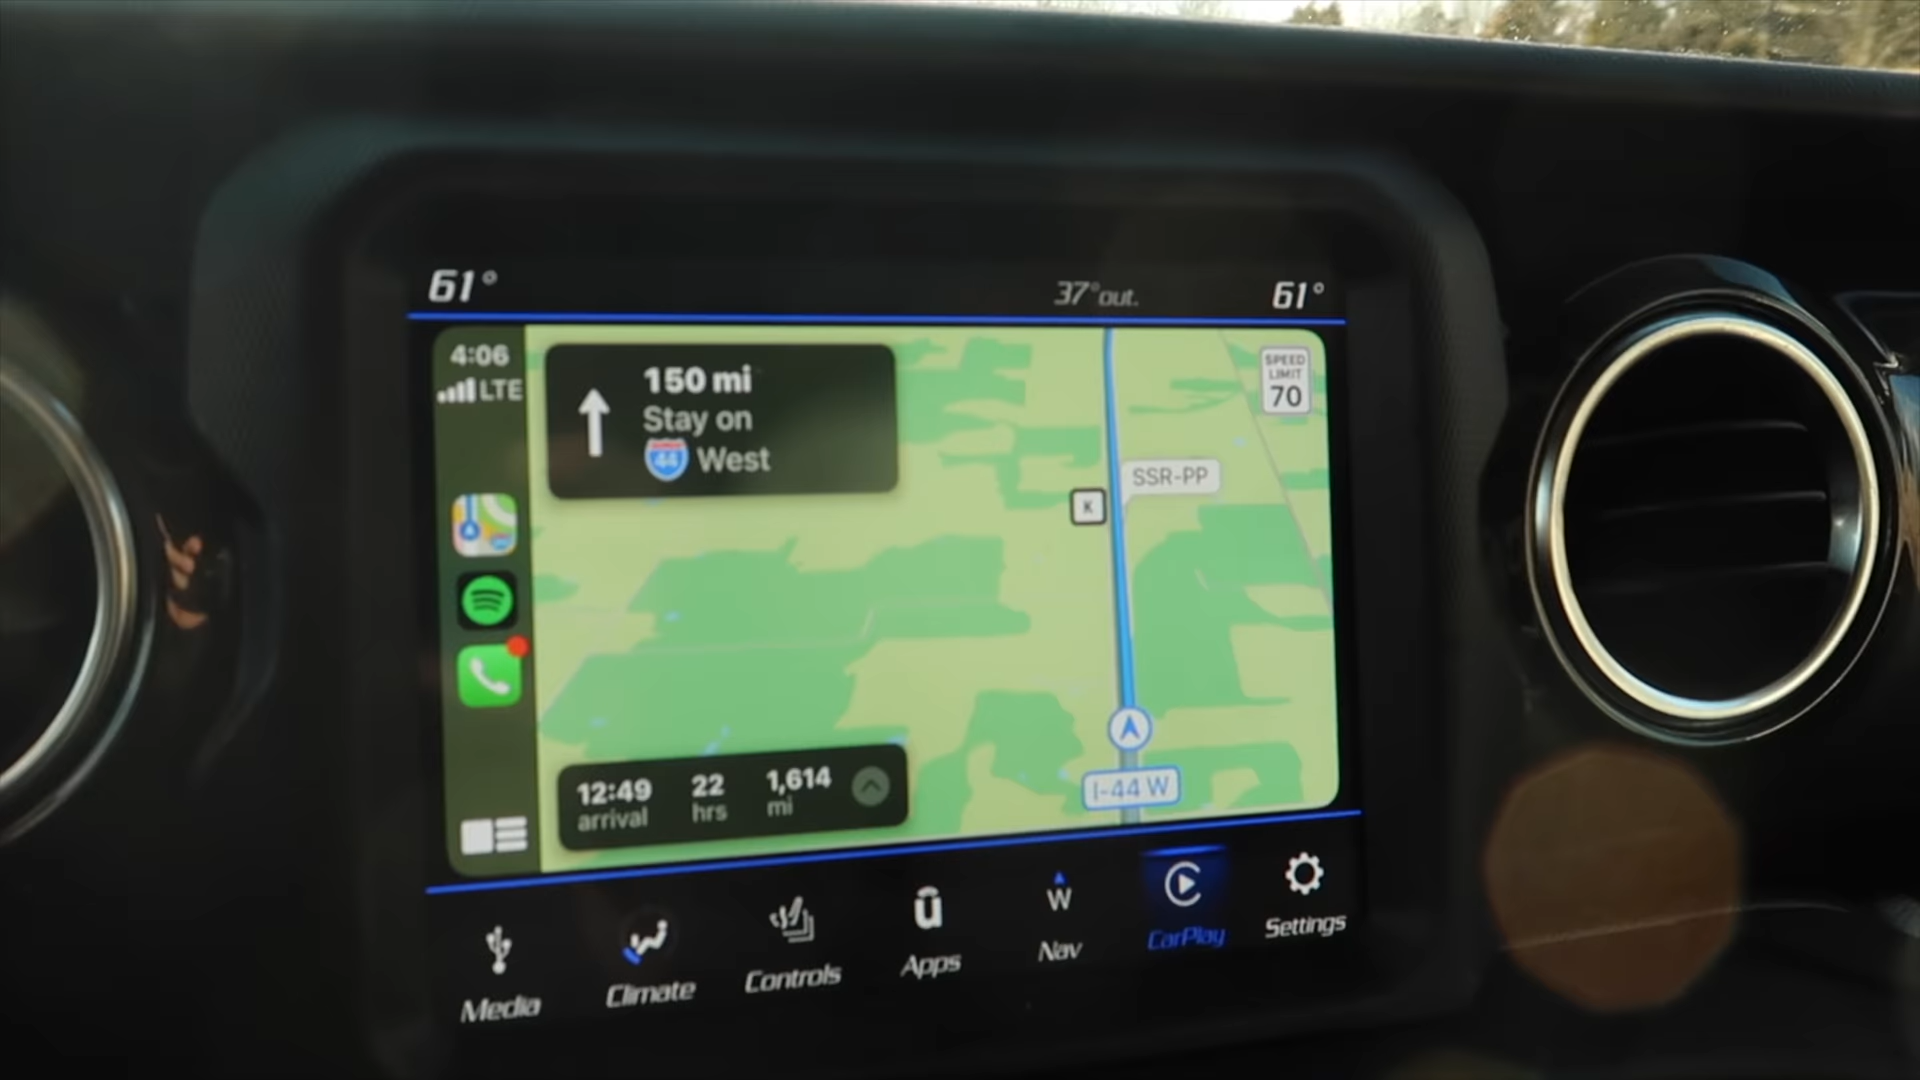 61°
37° out.
61°
4:06
LTE
150 mi
Stay on
44 West
SPEED
LIMIT
70
SSR-PP
K
I-44 W
12:49 22 1,614
arrival hrs mi
W
Media Climate Controls Apps Nav CarPlay Settings